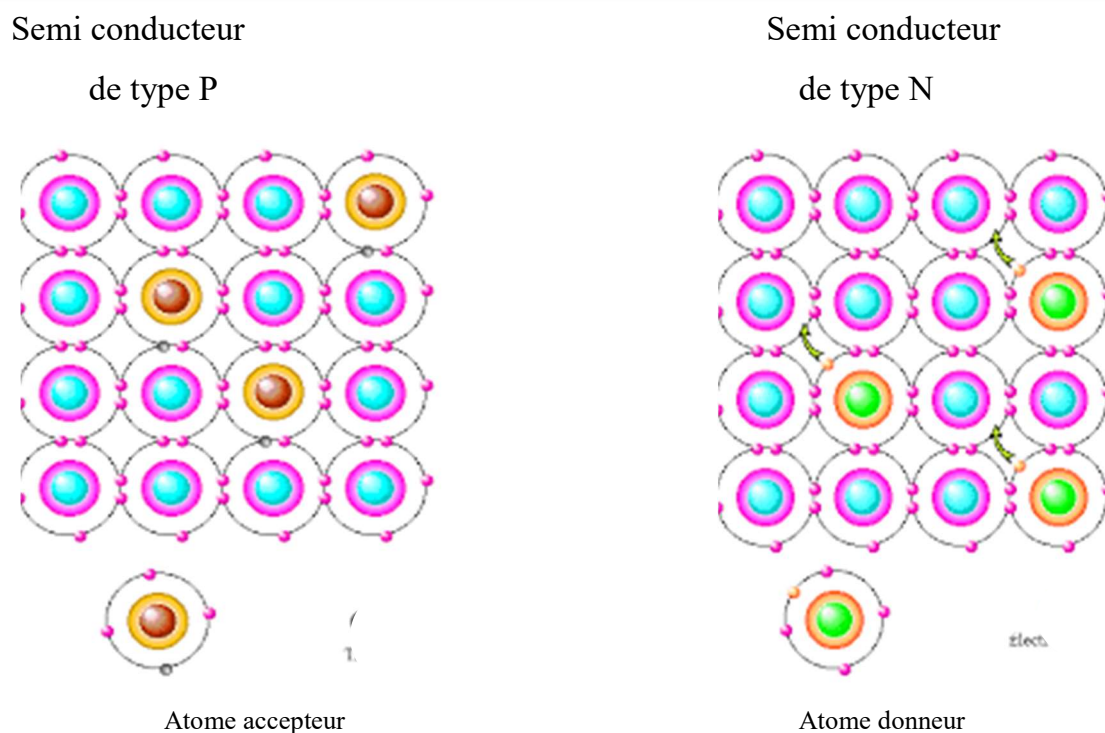 Semi conducteur
de type P
Semi conducteur
de type N
Atome accepteur
Atome donneur